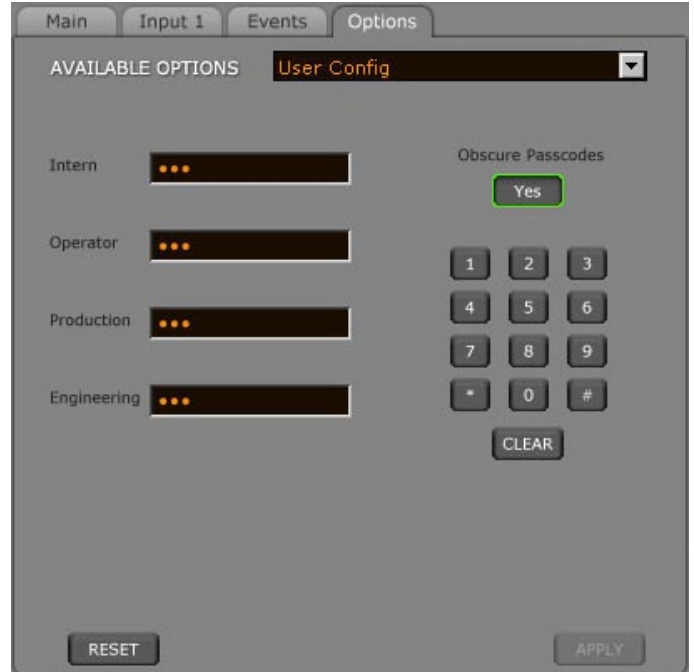 Main Input 1 Events Options
AVAILABLE OPTIONS User Config
Obscure Passcodes
Intern •••
Yes
Operator •••
1 2 3
4 5 6
Production •••
7 8 9
Engineering •••
* 0 #
CLEAR
RESET APPLY